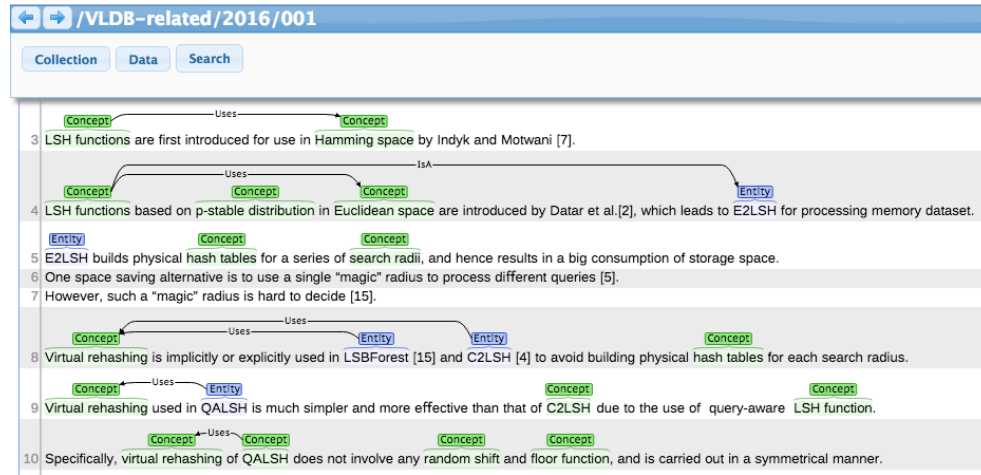 /VLDB-related/2016/001
Collection Data Search
Concept Uses Concept
3 LSH functions are first introduced for use in Hamming space by Indyk and Motwani [7].
IsA
Uses
Concept Concept Concept Entity
4 LSH functions based on p-stable distribution in Euclidean space are introduced by Datar et al.[2], which leads to E2LSH for processing memory dataset.
Entity Concept Concept
5 E2LSH builds physical hash tables for a series of search radii, and hence results in a big consumption of storage space.
6 One space saving alternative is to use a single “magic” radius to process different queries [5].
7 However, such a “magic” radius is hard to decide [15].
Uses
Uses
Concept Entity Entity Concept
8 Virtual rehashing is implicitly or explicitly used in LSBForest [15] and C2LSH [4] to avoid building physical hash tables for each search radius.
Concept Uses Entity Concept Concept
9 Virtual rehashing used in QALSH is much simpler and more effective than that of C2LSH due to the use of query-aware LSH function.
Concept Uses Concept Concept Concept
10 Specifically, virtual rehashing of QALSH does not involve any random shift and floor function, and is carried out in a symmetrical manner.